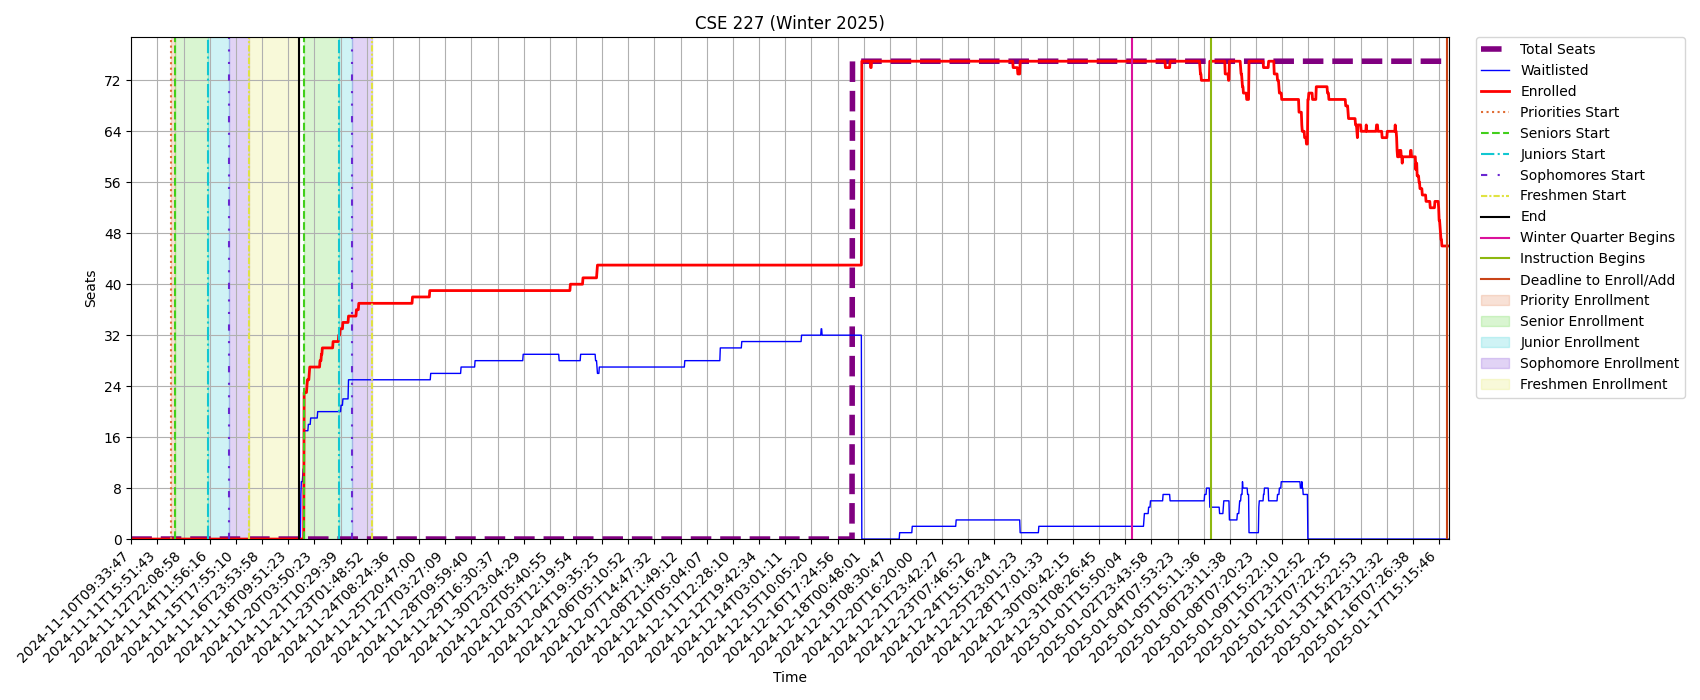 CSE 227 (Winter 2025)
Seats
72
64
56
48
40
32
24
16
8
0
2024-11-10T09:33:47
2024-11-11T15:51:43
2024-11-12T22:08:58
2024-11-14T11:56:16
2024-11-15T17:55:10
2024-11-16T23:53:58
2024-11-18T09:51:23
2024-11-20T03:50:23
2024-11-21T10:29:39
2024-11-23T01:48:52
2024-11-24T08:24:36
2024-11-25T20:47:00
2024-11-27T03:27:09
2024-11-28T09:59:40
2024-11-29T16:30:37
2024-11-30T23:04:29
2024-12-02T05:40:55
2024-12-03T12:19:54
2024-12-04T19:35:25
2024-12-06T05:10:52
2024-12-07T14:47:32
2024-12-08T21:49:12
2024-12-10T05:04:07
2024-12-11T12:28:10
2024-12-12T19:42:34
2024-12-14T03:01:11
2024-12-15T10:05:20
2024-12-16T17:24:56
2024-12-18T00:48:01
2024-12-19T08:30:47
2024-12-20T16:20:00
2024-12-21T23:42:27
2024-12-23T07:46:52
2024-12-24T15:16:24
2024-12-25T23:01:23
2024-12-28T17:01:33
2024-12-30T00:42:15
2024-12-31T08:26:45
2025-01-01T15:50:04
2025-01-02T23:43:58
2025-01-04T07:53:23
2025-01-05T15:11:36
2025-01-06T23:11:38
2025-01-08T07:20:23
2025-01-09T15:22:10
2025-01-10T23:12:52
2025-01-12T07:22:25
2025-01-13T15:22:53
2025-01-14T23:12:32
2025-01-16T07:26:38
2025-01-17T15:15:46
Time
Total Seats
Waitlisted
Enrolled
Priorities Start
Seniors Start
Juniors Start
Sophomores Start
Freshmen Start
End
Winter Quarter Begins
Instruction Begins
Deadline to Enroll/Add
Priority Enrollment
Senior Enrollment
Junior Enrollment
Sophomore Enrollment
Freshmen Enrollment